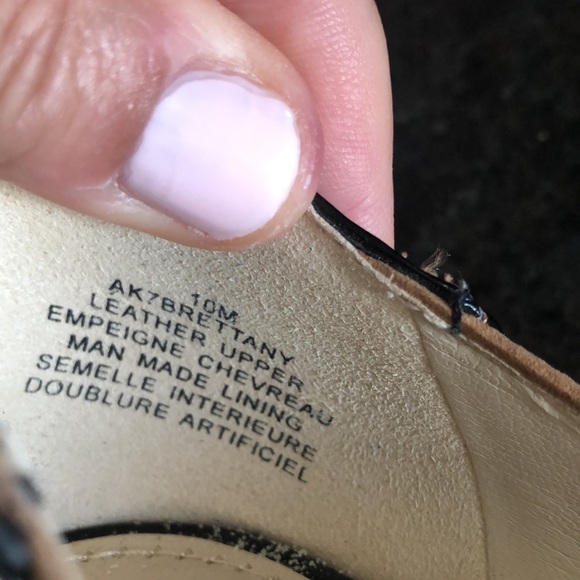 10M
AK7BRETTANY
LEATHER UPPER
EMPEIGNE CHEVREAU
MAN MADE LINING
SEMELLE INTERIEURE
DOUBLURE ARTIFICIEL